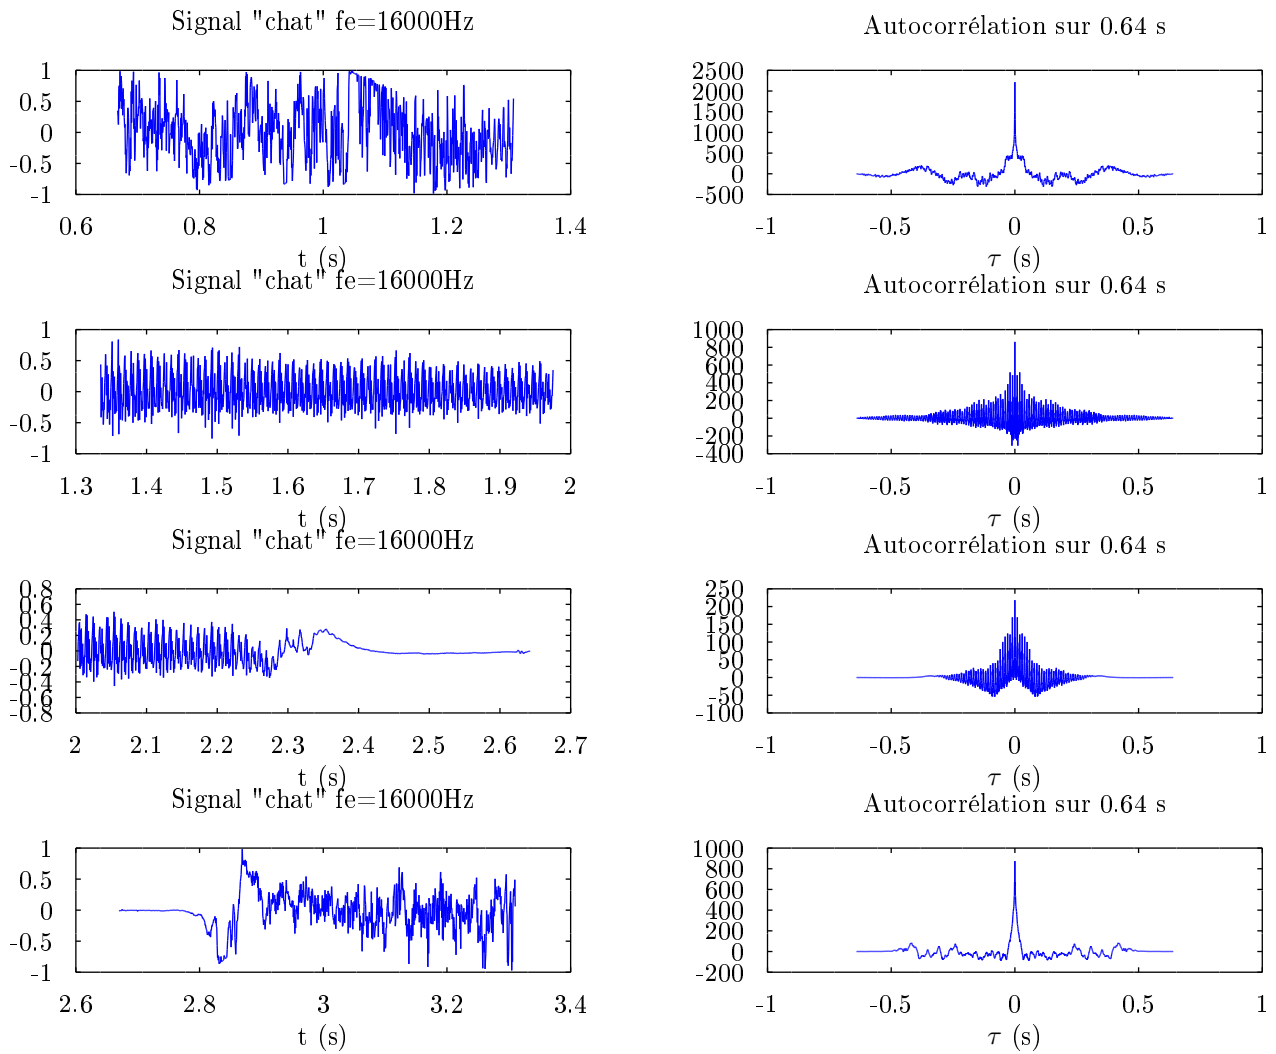 Signal "chat" fe=16000Hz
Autocorrélation sur 0.64 s
1
0.5
0
-0.5
-1
0.6 0.8 1 1.2 1.4
t (s)
2500
2000
1500
1000
500
0
-500
-1 -0.5 0 0.5 1
τ (s)
Signal "chat" fe=16000Hz
Autocorrélation sur 0.64 s
1
0.5
0
-0.5
-1
1.3 1.4 1.5 1.6 1.7 1.8 1.9 2
t (s)
1000
800
600
400
200
0
-200
-400
-1 -0.5 0 0.5 1
τ (s)
Signal "chat" fe=16000Hz
Autocorrélation sur 0.64 s
0.8
0.6
0.4
0.2
0
-0.2
-0.4
-0.6
-0.8
2 2.1 2.2 2.3 2.4 2.5 2.6 2.7
t (s)
250
200
150
100
50
0
-50
-100
-1 -0.5 0 0.5 1
τ (s)
Signal "chat" fe=16000Hz
Autocorrélation sur 0.64 s
1
0.5
0
-0.5
-1
2.6 2.8 3 3.2 3.4
t (s)
1000
800
600
400
200
0
-200
-1 -0.5 0 0.5 1
τ (s)